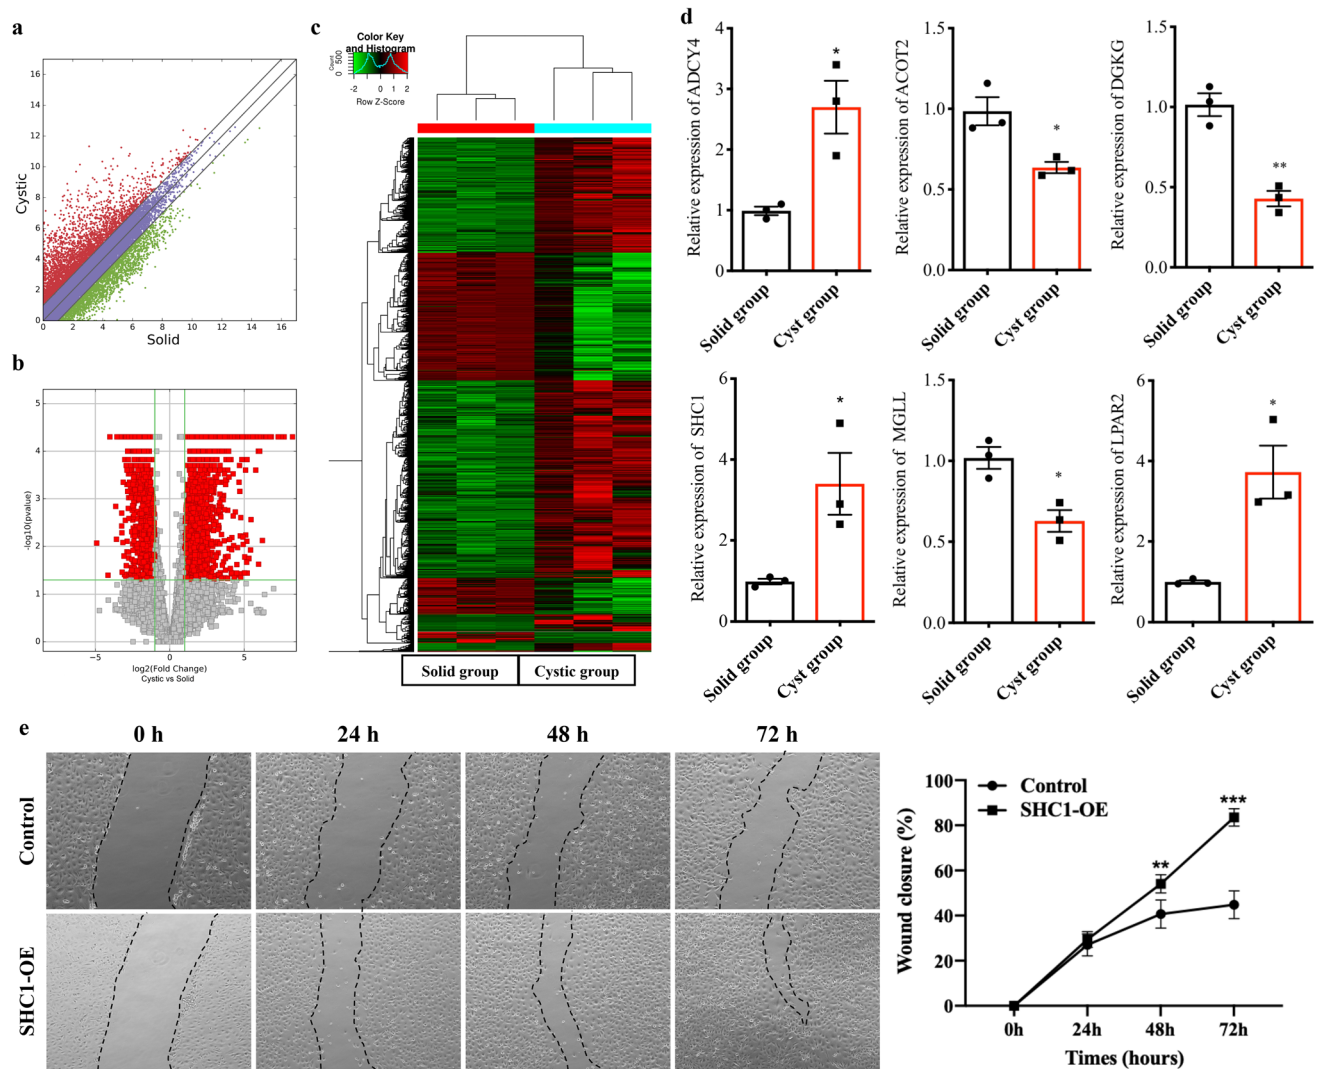 a
16
14
12
10
8
6
4
2
0
Cystic
0 2 4 6 8 10 12 14 16
Solid
b
5
4
3
2
1
0
-log10(pvalue)
−5 0 5
log2(Fold Change)
Cystic vs Solid
c
Color Key
and Histogram
Count
0 500
-2 -1 0 1 2
Row Z-Score
Solid group Cystic group
d
Relative expression of ADCY4
4
3
2
1
0
*
Solid group Cyst group
Relative expression of ACOT2
1.5
1.0
0.5
0.0
*
Solid group Cyst group
Relative expression of DGKG
1.5
1.0
0.5
0.0
**
Solid group Cyst group
Relative expression of SHC1
6
4
2
0
*
Solid group Cyst group
Relative expression of MGLL
1.5
1.0
0.5
0.0
*
Solid group Cyst group
Relative expression of LPAR2
6
4
2
0
*
Solid group Cyst group
e
0 h 24 h 48 h 72 h
Control
SHC1-OE
Wound closure (%)
100
80
60
40
20
0
Control
SHC1-OE
**
***
0h 24h 48h 72h
Times (hours)